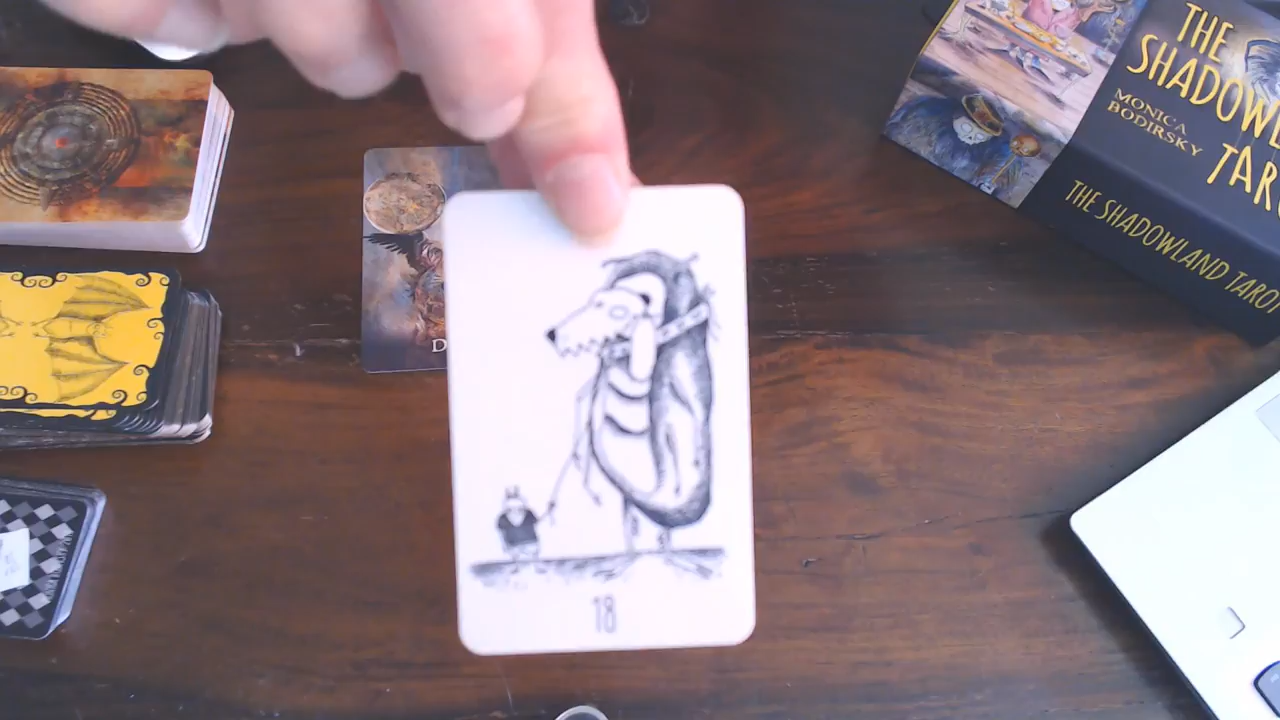 THE
SHADOWL
MONICA
BODIRSKY
TAR
THE SHADOWLAND TAROT
D
18